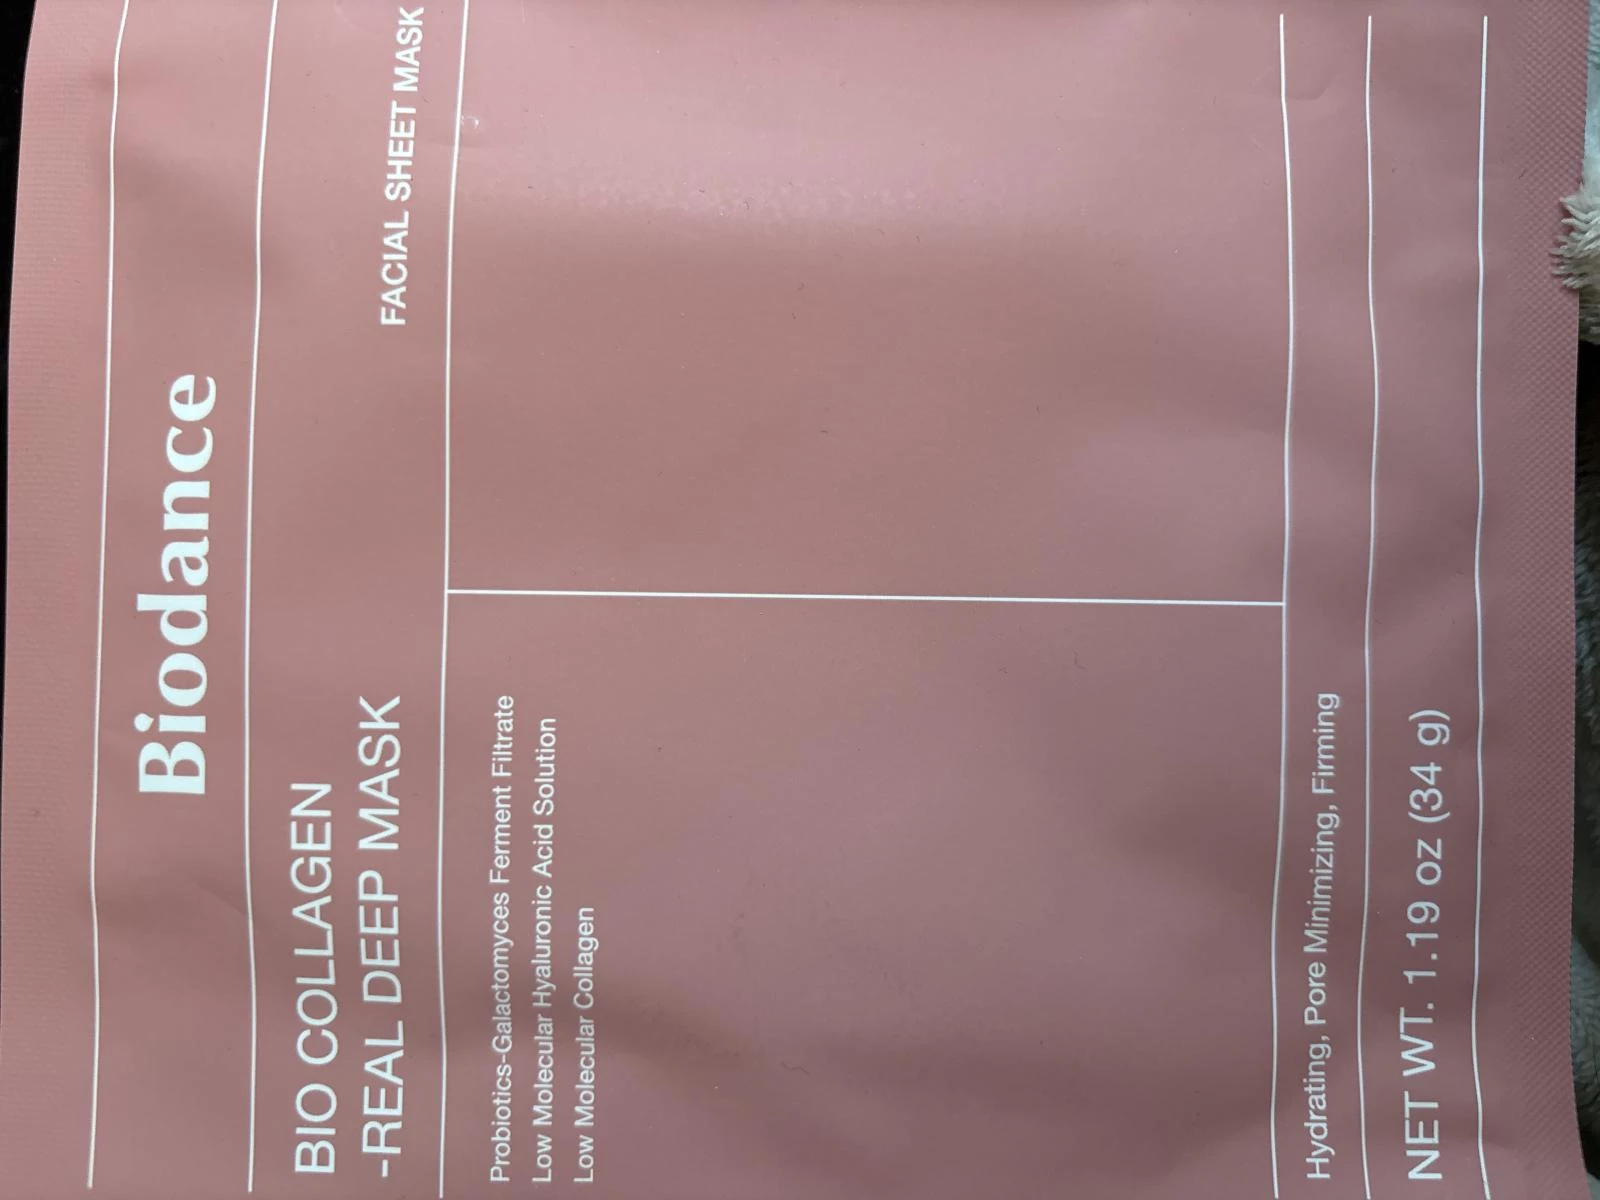 Biodance
BIO COLLAGEN
-REAL DEEP MASK
FACIAL SHEET MASK
Probiotics-Galactomyces Ferment Filtrate
Low Molecular Hyaluronic Acid Solution
Low Molecular Collagen
Hydrating, Pore Minimizing, Firming
NET WT. 1.19 oz (34 g)